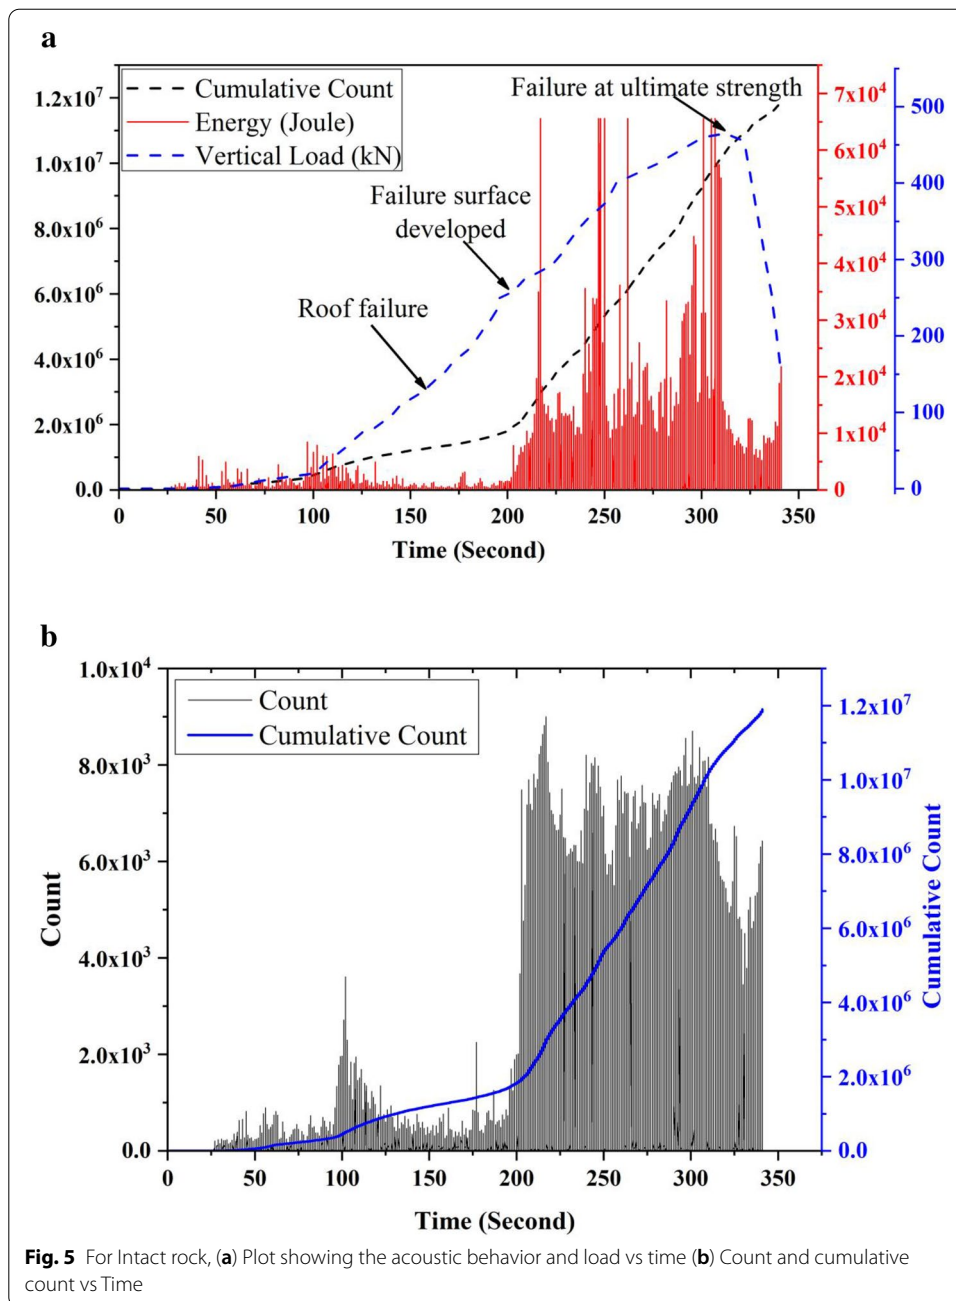 a
Cumulative Count
Energy (Joule)
Vertical Load (kN)
Failure at ultimate strength
Failure surface
developed
Roof failure
1.2x10⁷
1.0x10⁷
8.0x10⁶
6.0x10⁶
4.0x10⁶
2.0x10⁶
0.0
7x10⁴
6x10⁴
5x10⁴
4x10⁴
3x10⁴
2x10⁴
1x10⁴
0
500
400
300
200
100
0
0 50 100 150 200 250 300 350
Time (Second)
b
Count
Cumulative Count
1.0x10⁴
8.0x10³
6.0x10³
4.0x10³
2.0x10³
0.0
Count
1.2x10⁷
1.0x10⁷
8.0x10⁶
6.0x10⁶
4.0x10⁶
2.0x10⁶
0.0
Cumulative Count
0 50 100 150 200 250 300 350
Time (Second)
Fig. 5 For Intact rock, (a) Plot showing the acoustic behavior and load vs time (b) Count and cumulative
count vs Time